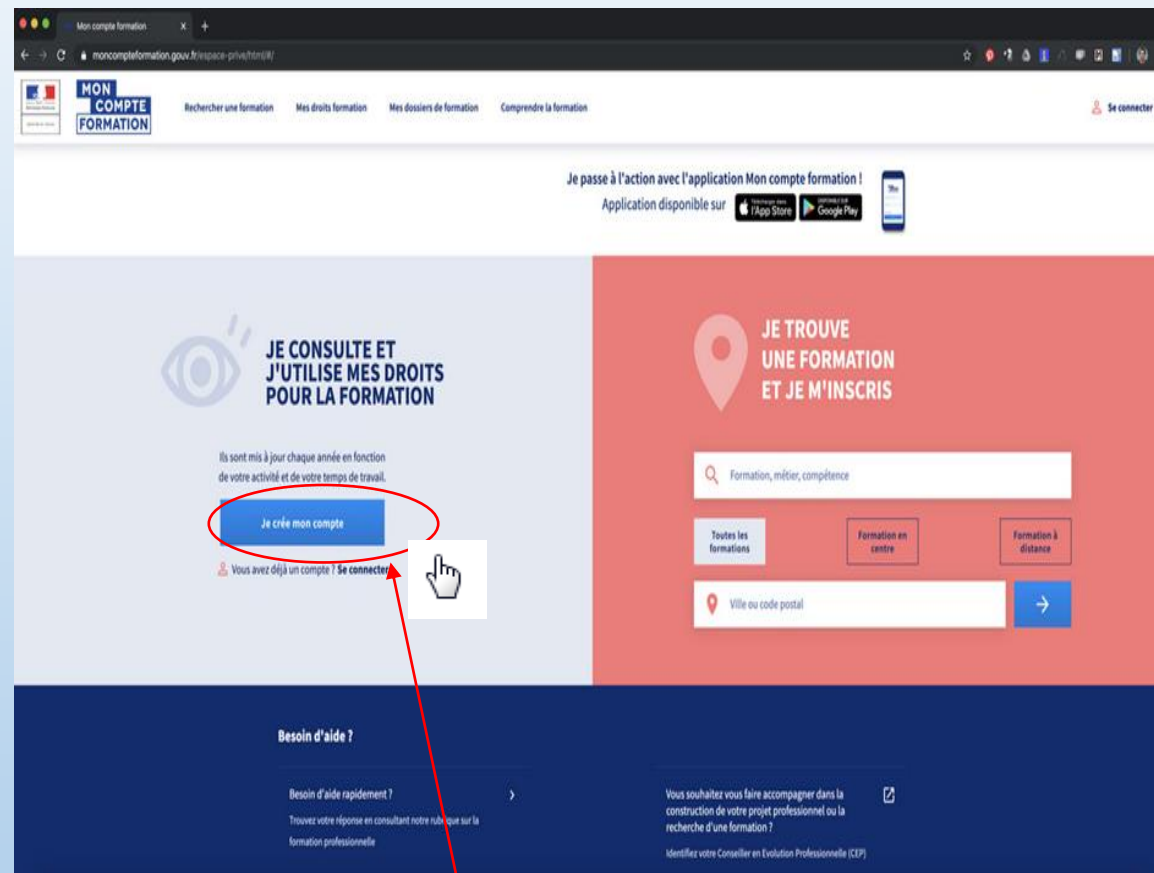 Mon compte formation
moncompteformation.gouv.fr/espace-prive/html/#/
MON
COMPTE
FORMATION
Rechercher une formation
Mes droits formation
Mes dossiers de formation
Comprendre la formation
Se connecter
Je passe à l'action avec l'application Mon compte formation !
Application disponible sur
Télécharger dans
l'App Store
DISPONIBLE SUR
Google Play
JE CONSULTE ET
J'UTILISE MES DROITS
POUR LA FORMATION
Ils sont mis à jour chaque année en fonction
de votre activité et de votre temps de travail.
Je crée mon compte
Vous avez déjà un compte ? Se connecter
JE TROUVE
UNE FORMATION
ET JE M'INSCRIS
Formation, métier, compétence
Toutes les
formations
Formation en
centre
Formation à
distance
Ville ou code postal
Besoin d'aide ?
Besoin d'aide rapidement ?
Trouvez votre réponse en consultant notre rubrique sur la
formation professionnelle
Vous souhaitez vous faire accompagner dans la
construction de votre projet professionnel ou la
recherche d'une formation ?
Identifiez votre Conseiller en Evolution Professionnelle (CEP)